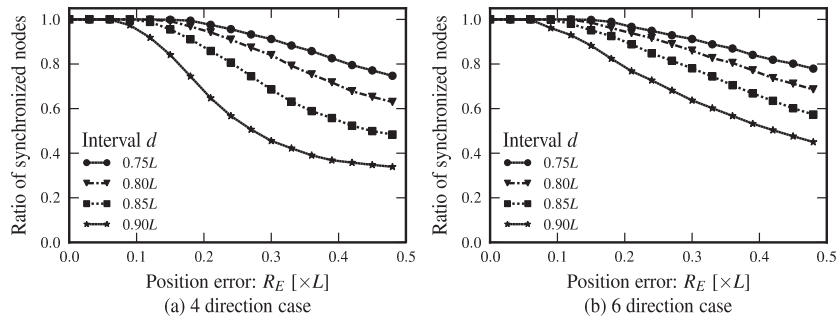 Ratio of synchronized nodes
1.0
0.8
0.6
0.4
0.2
0.0
Interval d
0.75L
0.80L
0.85L
0.90L
0.0 0.1 0.2 0.3 0.4 0.5
Position error: R_E [×L]
(a) 4 direction case
Ratio of synchronized nodes
1.0
0.8
0.6
0.4
0.2
0.0
Interval d
0.75L
0.80L
0.85L
0.90L
0.0 0.1 0.2 0.3 0.4 0.5
Position error: R_E [×L]
(b) 6 direction case